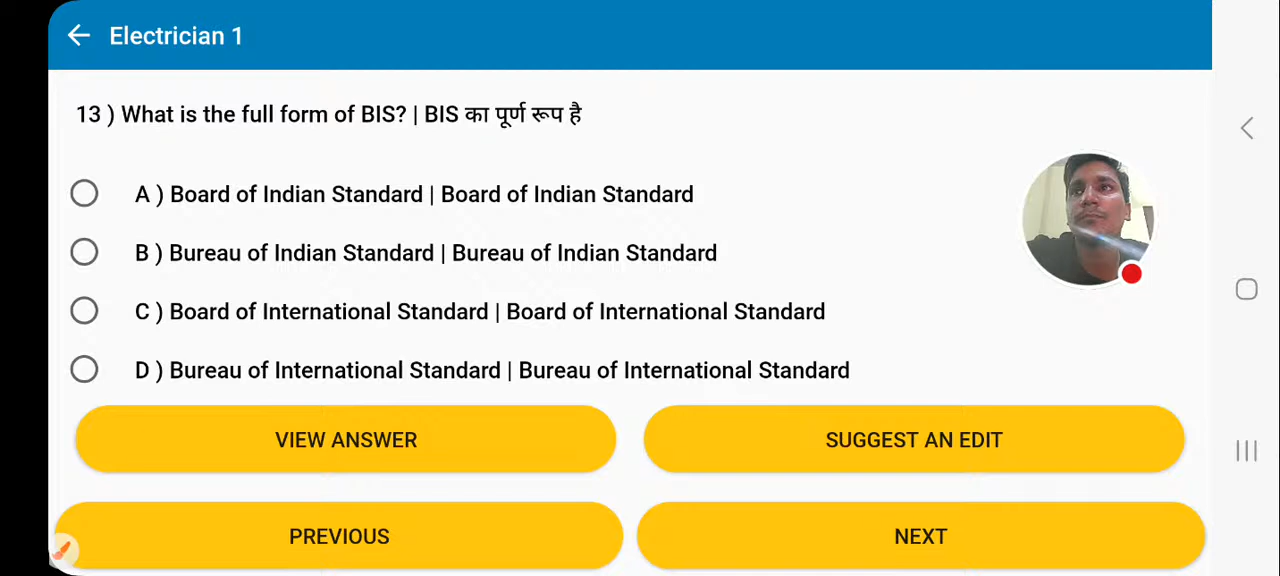 Electrician 1
13 ) What is the full form of BIS? | BIS का पूर्ण रूप है
A ) Board of Indian Standard | Board of Indian Standard
B ) Bureau of Indian Standard | Bureau of Indian Standard
C ) Board of International Standard | Board of International Standard
D ) Bureau of International Standard | Bureau of International Standard
VIEW ANSWER
SUGGEST AN EDIT
PREVIOUS
NEXT